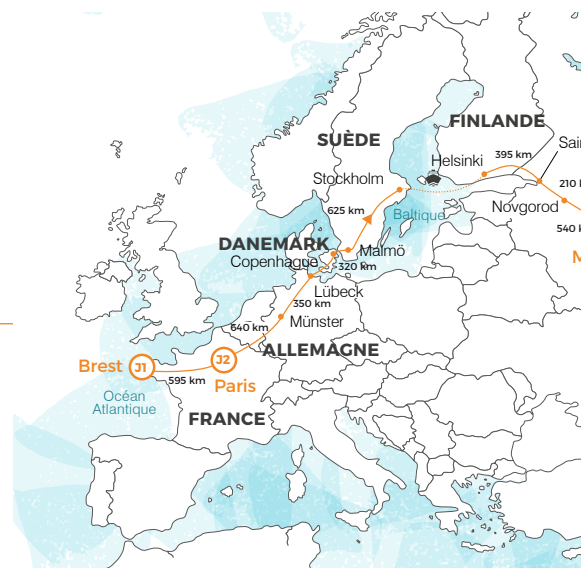 FINLANDE
SUÈDE
395 km
Sain
Helsinki
Stockholm
210
625 km
Baltique
Novgorod
540
DANEMARK
Malmö
Copenhague
320 km
M
Lübeck
350 km
Münster
640 km
ALLEMAGNE
Brest
J1
J2
595 km
Paris
Océan
Atlantique
FRANCE